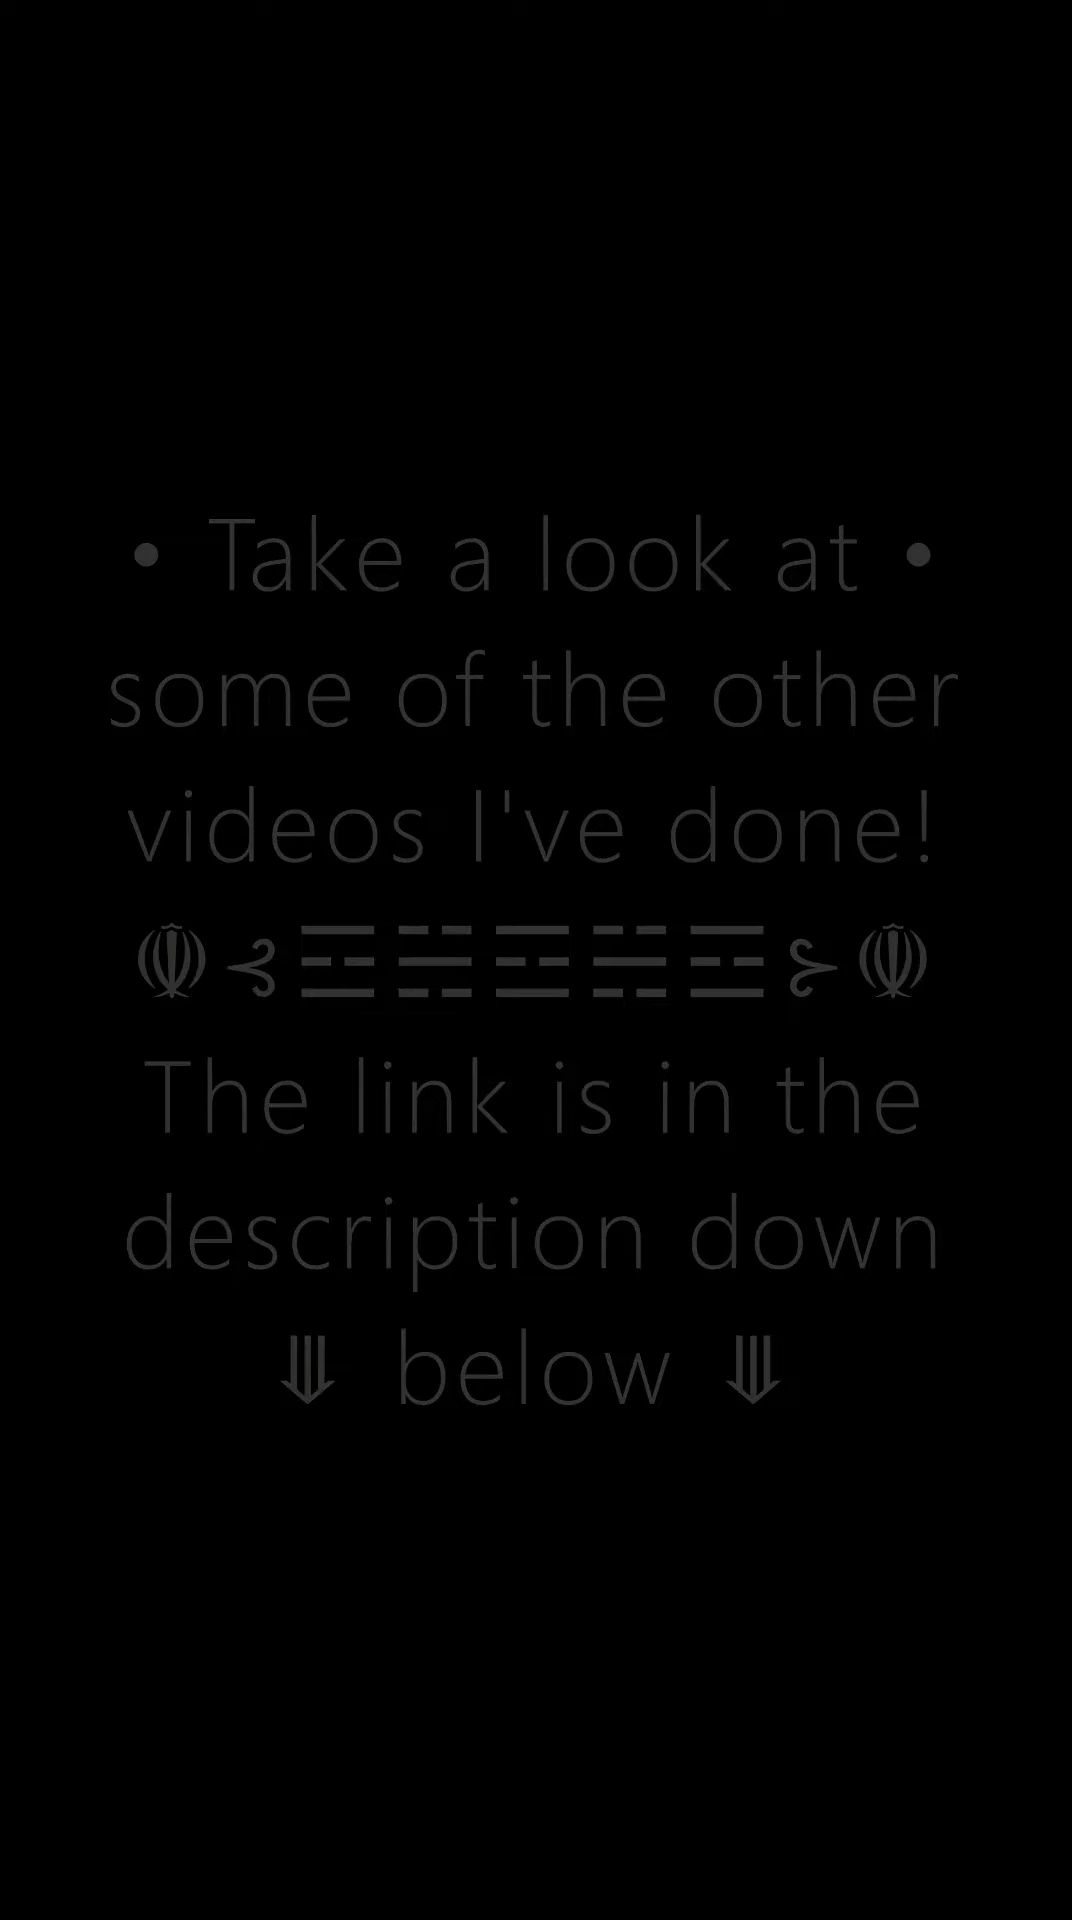 • Take a look at •
some of the other
videos I've done!
☫⊰☲☵☲☵☲⊱☫
The link is in the
description down
⤋ below ⤋